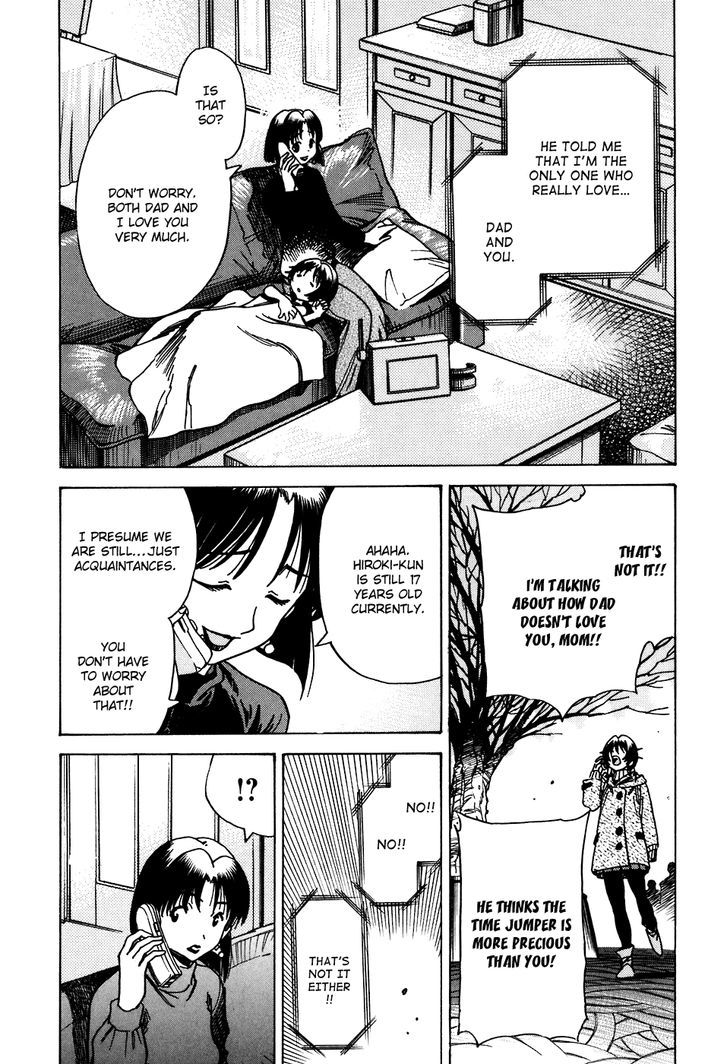 HE TOLD ME
THAT I'M THE
ONLY ONE WHO
REALLY LOVE...
DAD
AND
YOU.
IS
THAT
SO?
DON'T WORRY.
BOTH DAD AND
I LOVE YOU
VERY MUCH.
THAT'S
NOT IT!!
I'M TALKING
ABOUT HOW DAD
DOESN'T LOVE
YOU, MOM!!
AHAHA.
HIROKI-KUN
IS STILL 17
YEARS OLD
CURRENTLY.
I PRESUME WE
ARE STILL...JUST
ACQUAINTANCES.
YOU
DON'T HAVE
TO WORRY
ABOUT
THAT!!
NO!!
NO!!
THAT'S
NOT IT
EITHER
!!
!?
HE THINKS THE
TIME JUMPER IS
MORE PRECIOUS
THAN YOU!